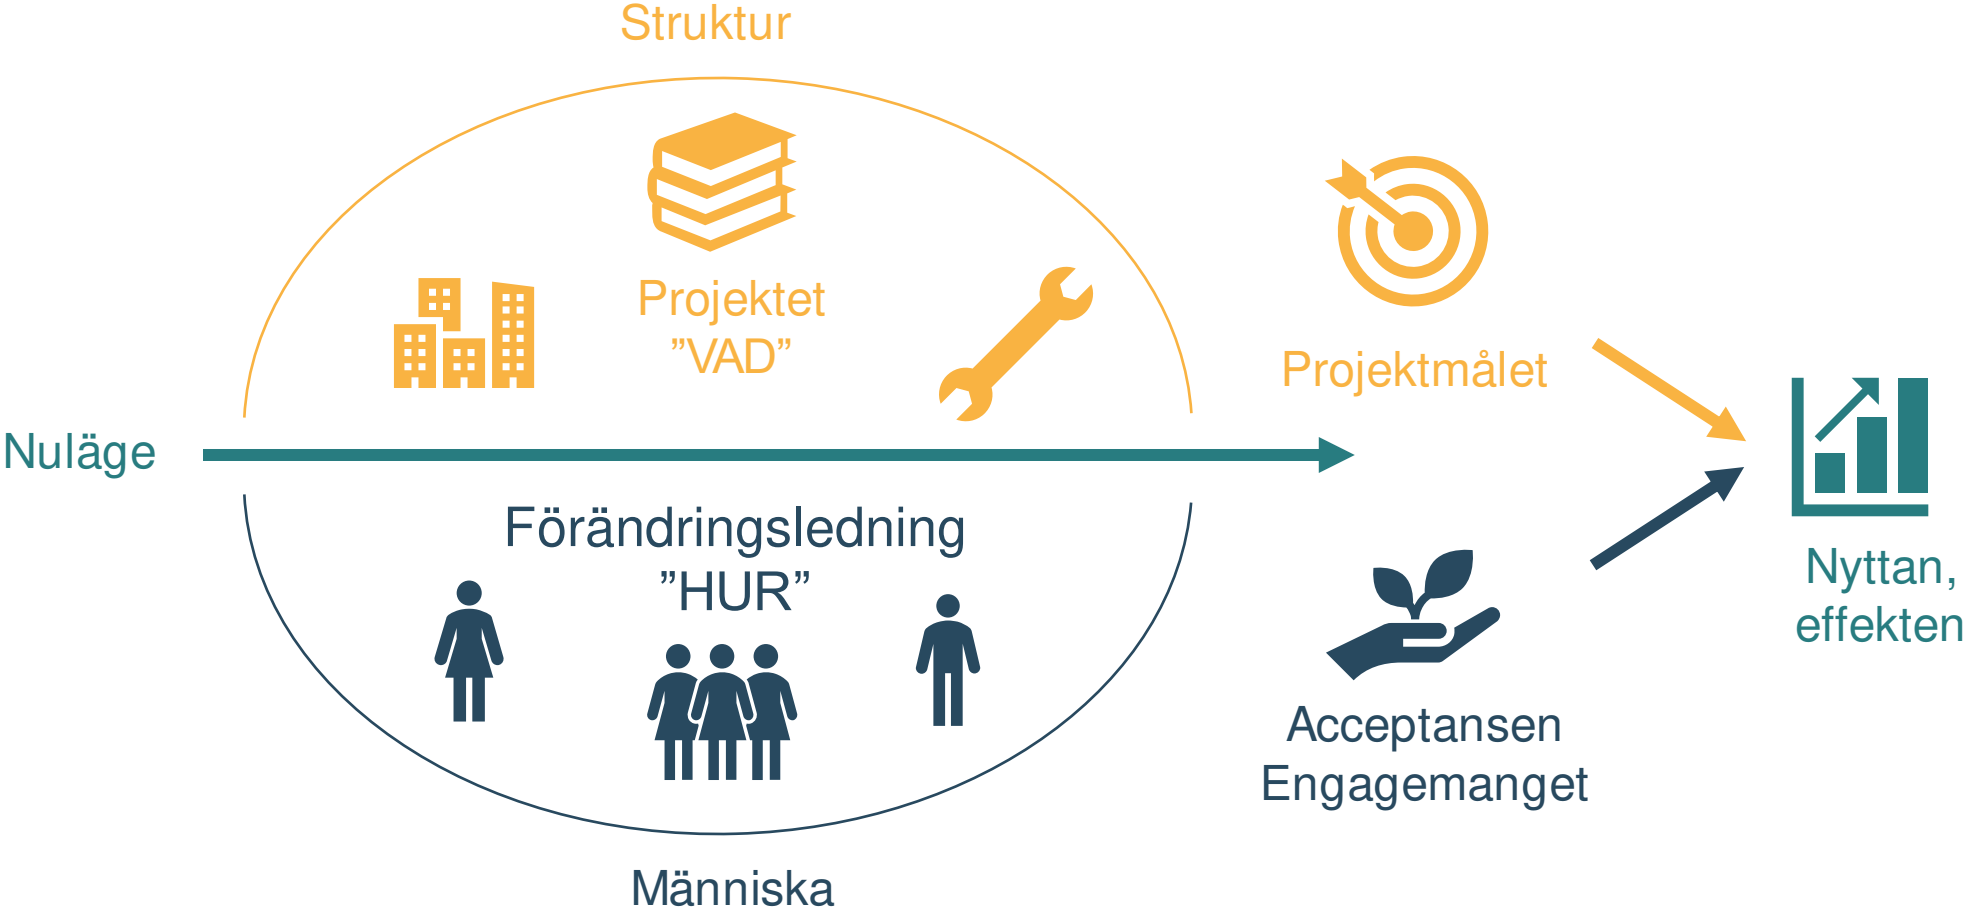 Struktur
Projektet
”VAD”
Projektmålet
Nuläge
Förändringsledning
”HUR”
Nyttan,
effekten
Acceptansen
Engagemanget
Människa